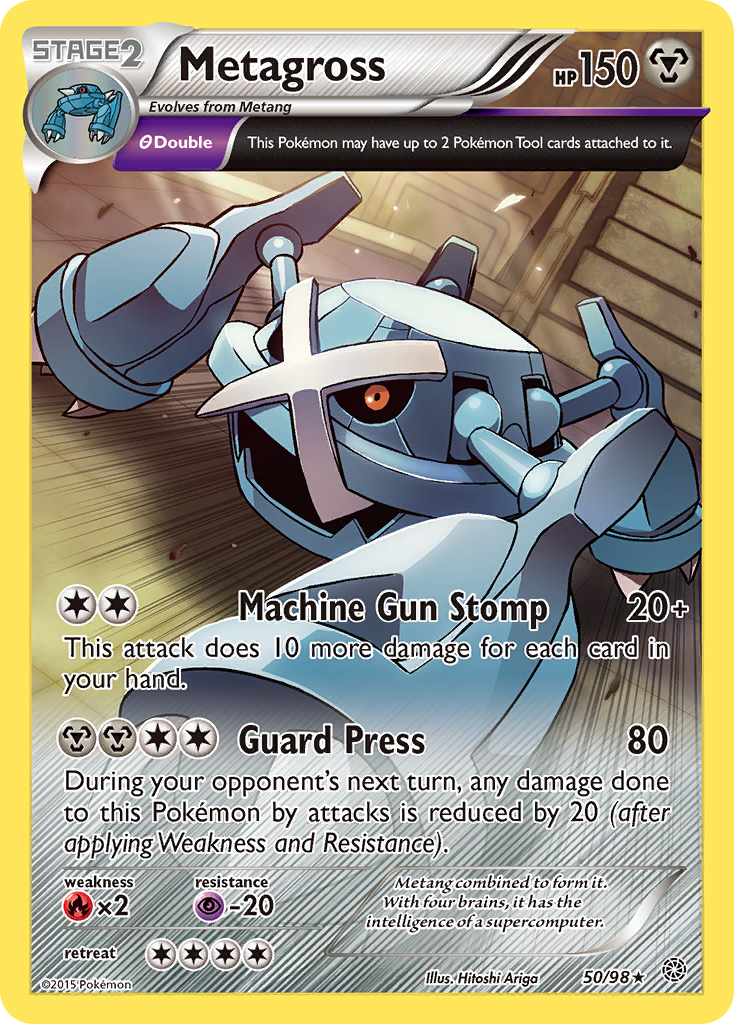 STAGE2
Metagross
HP150
Evolves from Metang
θDouble
This Pokémon may have up to 2 Pokémon Tool cards attached to it.
Machine Gun Stomp 20+
This attack does 10 more damage for each card in
your hand.
Guard Press 80
During your opponent's next turn, any damage done
to this Pokémon by attacks is reduced by 20 (after
applying Weakness and Resistance).
weakness resistance
×2 -20
Metang combined to form it.
With four brains, it has the
intelligence of a supercomputer.
retreat
©2015 Pokémon Illus. Hitoshi Ariga 50/98★